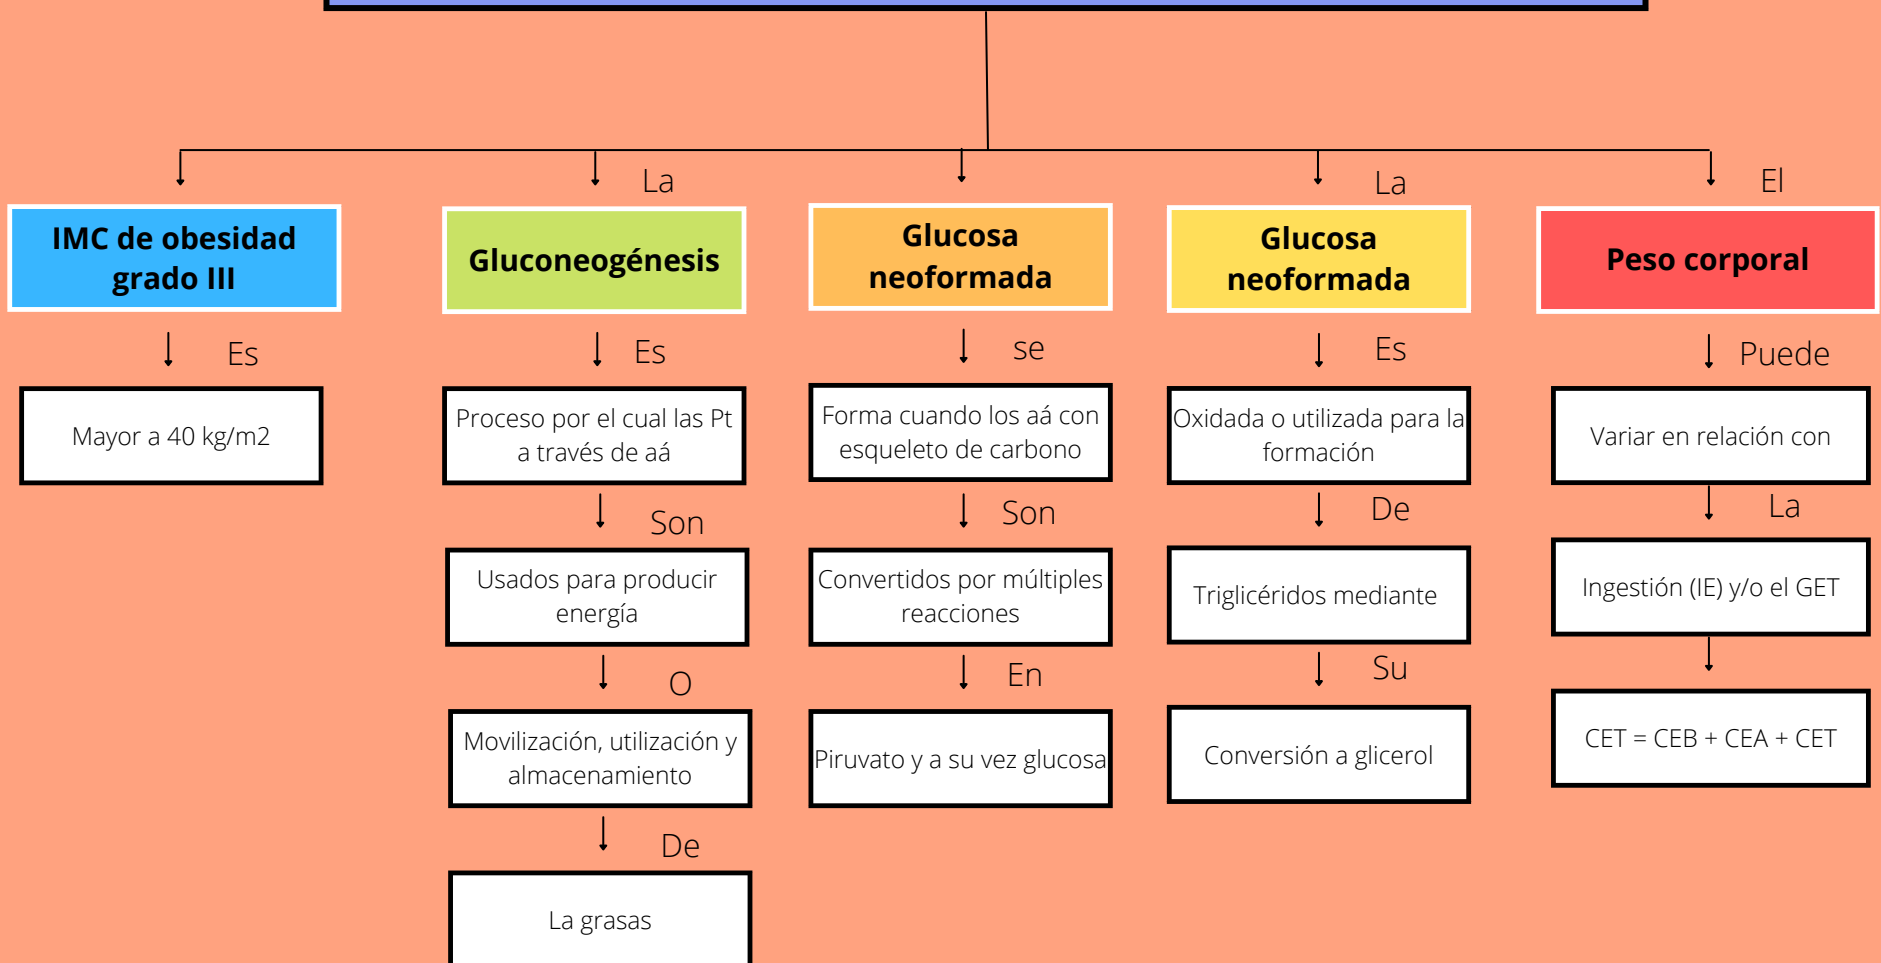 IMC de obesidad
grado III
Es
Mayor a 40 kg/m2
La
Gluconeogénesis
Es
Proceso por el cual las Pt
a través de aá
Son
Usados para producir
energía
O
Movilización, utilización y
almacenamiento
De
La grasas
Glucosa
neoformada
se
Forma cuando los aá con
esqueleto de carbono
Son
Convertidos por múltiples
reacciones
En
Piruvato y a su vez glucosa
La
Glucosa
neoformada
Es
Oxidada o utilizada para la
formación
De
Triglicéridos mediante
Su
Conversión a glicerol
El
Peso corporal
Puede
Variar en relación con
La
Ingestión (IE) y/o el GET
CET = CEB + CEA + CET